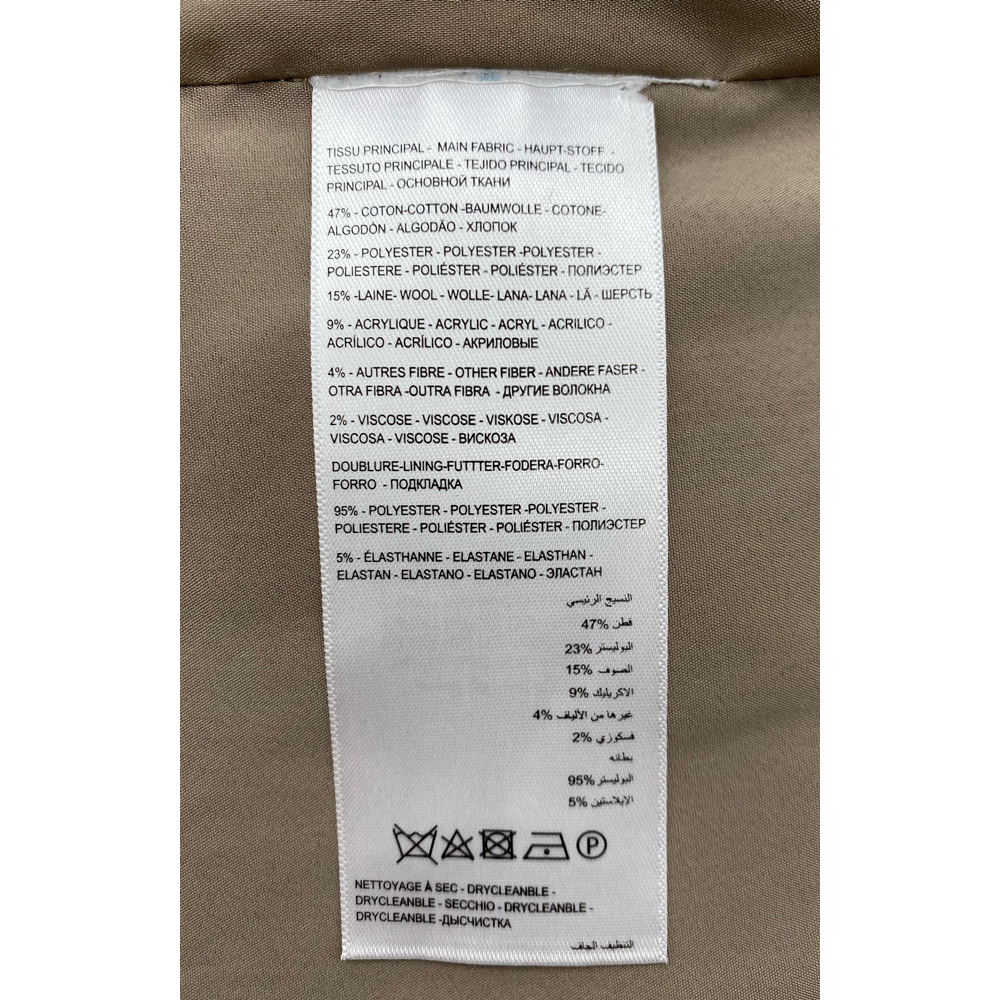 TISSU PRINCIPAL - MAIN FABRIC - HAUPT-STOFF -
TESSUTO PRINCIPALE - TEJIDO PRINCIPAL - TECIDO
PRINCIPAL - ОСНОВНОЙ ТКАНИ
47% - COTON-COTTON -BAUMWOLLE - COTONE-
ALGODÓN - ALGODÃO - ХЛОПОК
23% - POLYESTER - POLYESTER -POLYESTER -
POLIESTERE - POLIÉSTER - POLIÉSTER - ПОЛИЭСТЕР
15% -LAINE- WOOL - WOLLE- LANA- LANA - LÃ - ШЕРСТЬ
9% - ACRYLIQUE - ACRYLIC - ACRYL - ACRILICO -
ACRÍLICO - ACRÍLICO - АКРИЛОВЫЕ
4% - AUTRES FIBRE - OTHER FIBER - ANDERE FASER -
OTRA FIBRA -OUTRA FIBRA - ДРУГИЕ ВОЛОКНА
2% - VISCOSE - VISCOSE - VISKOSE - VISCOSA -
VISCOSA - VISCOSE - ВИСКОЗА
DOUBLURE-LINING-FUTTTER-FODERA-FORRO-
FORRO - ПОДКЛАДКА
95% - POLYESTER - POLYESTER -POLYESTER -
POLIESTERE - POLIÉSTER - POLIÉSTER - ПОЛИЭСТЕР
5% - ÉLASTHANNE - ELASTANE - ELASTHAN -
ELASTAN - ELASTANO - ELASTANO - ЭЛАСТАН
النسيج الرئيسي
قطن 47%
البوليستر 23%
الصوف 15%
الاكريليك 9%
غيرها من الألياف 4%
فسكوزي 2%
بطانه
البوليستر 95%
الإيلاستين 5%
P
NETTOYAGE À SEC - DRYCLEANBLE -
DRYCLEANBLE - SECCHIO - DRYCLEANBLE -
DRYCLEANBLE -ДЫСЧИСТКА
التنظيف الجاف